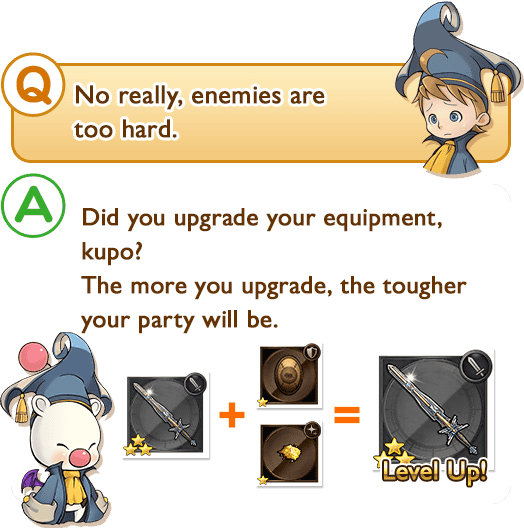 Q
No really, enemies are
too hard.
A
Did you upgrade your equipment,
kupo?
The more you upgrade, the tougher
your party will be.
+
=
Level Up!